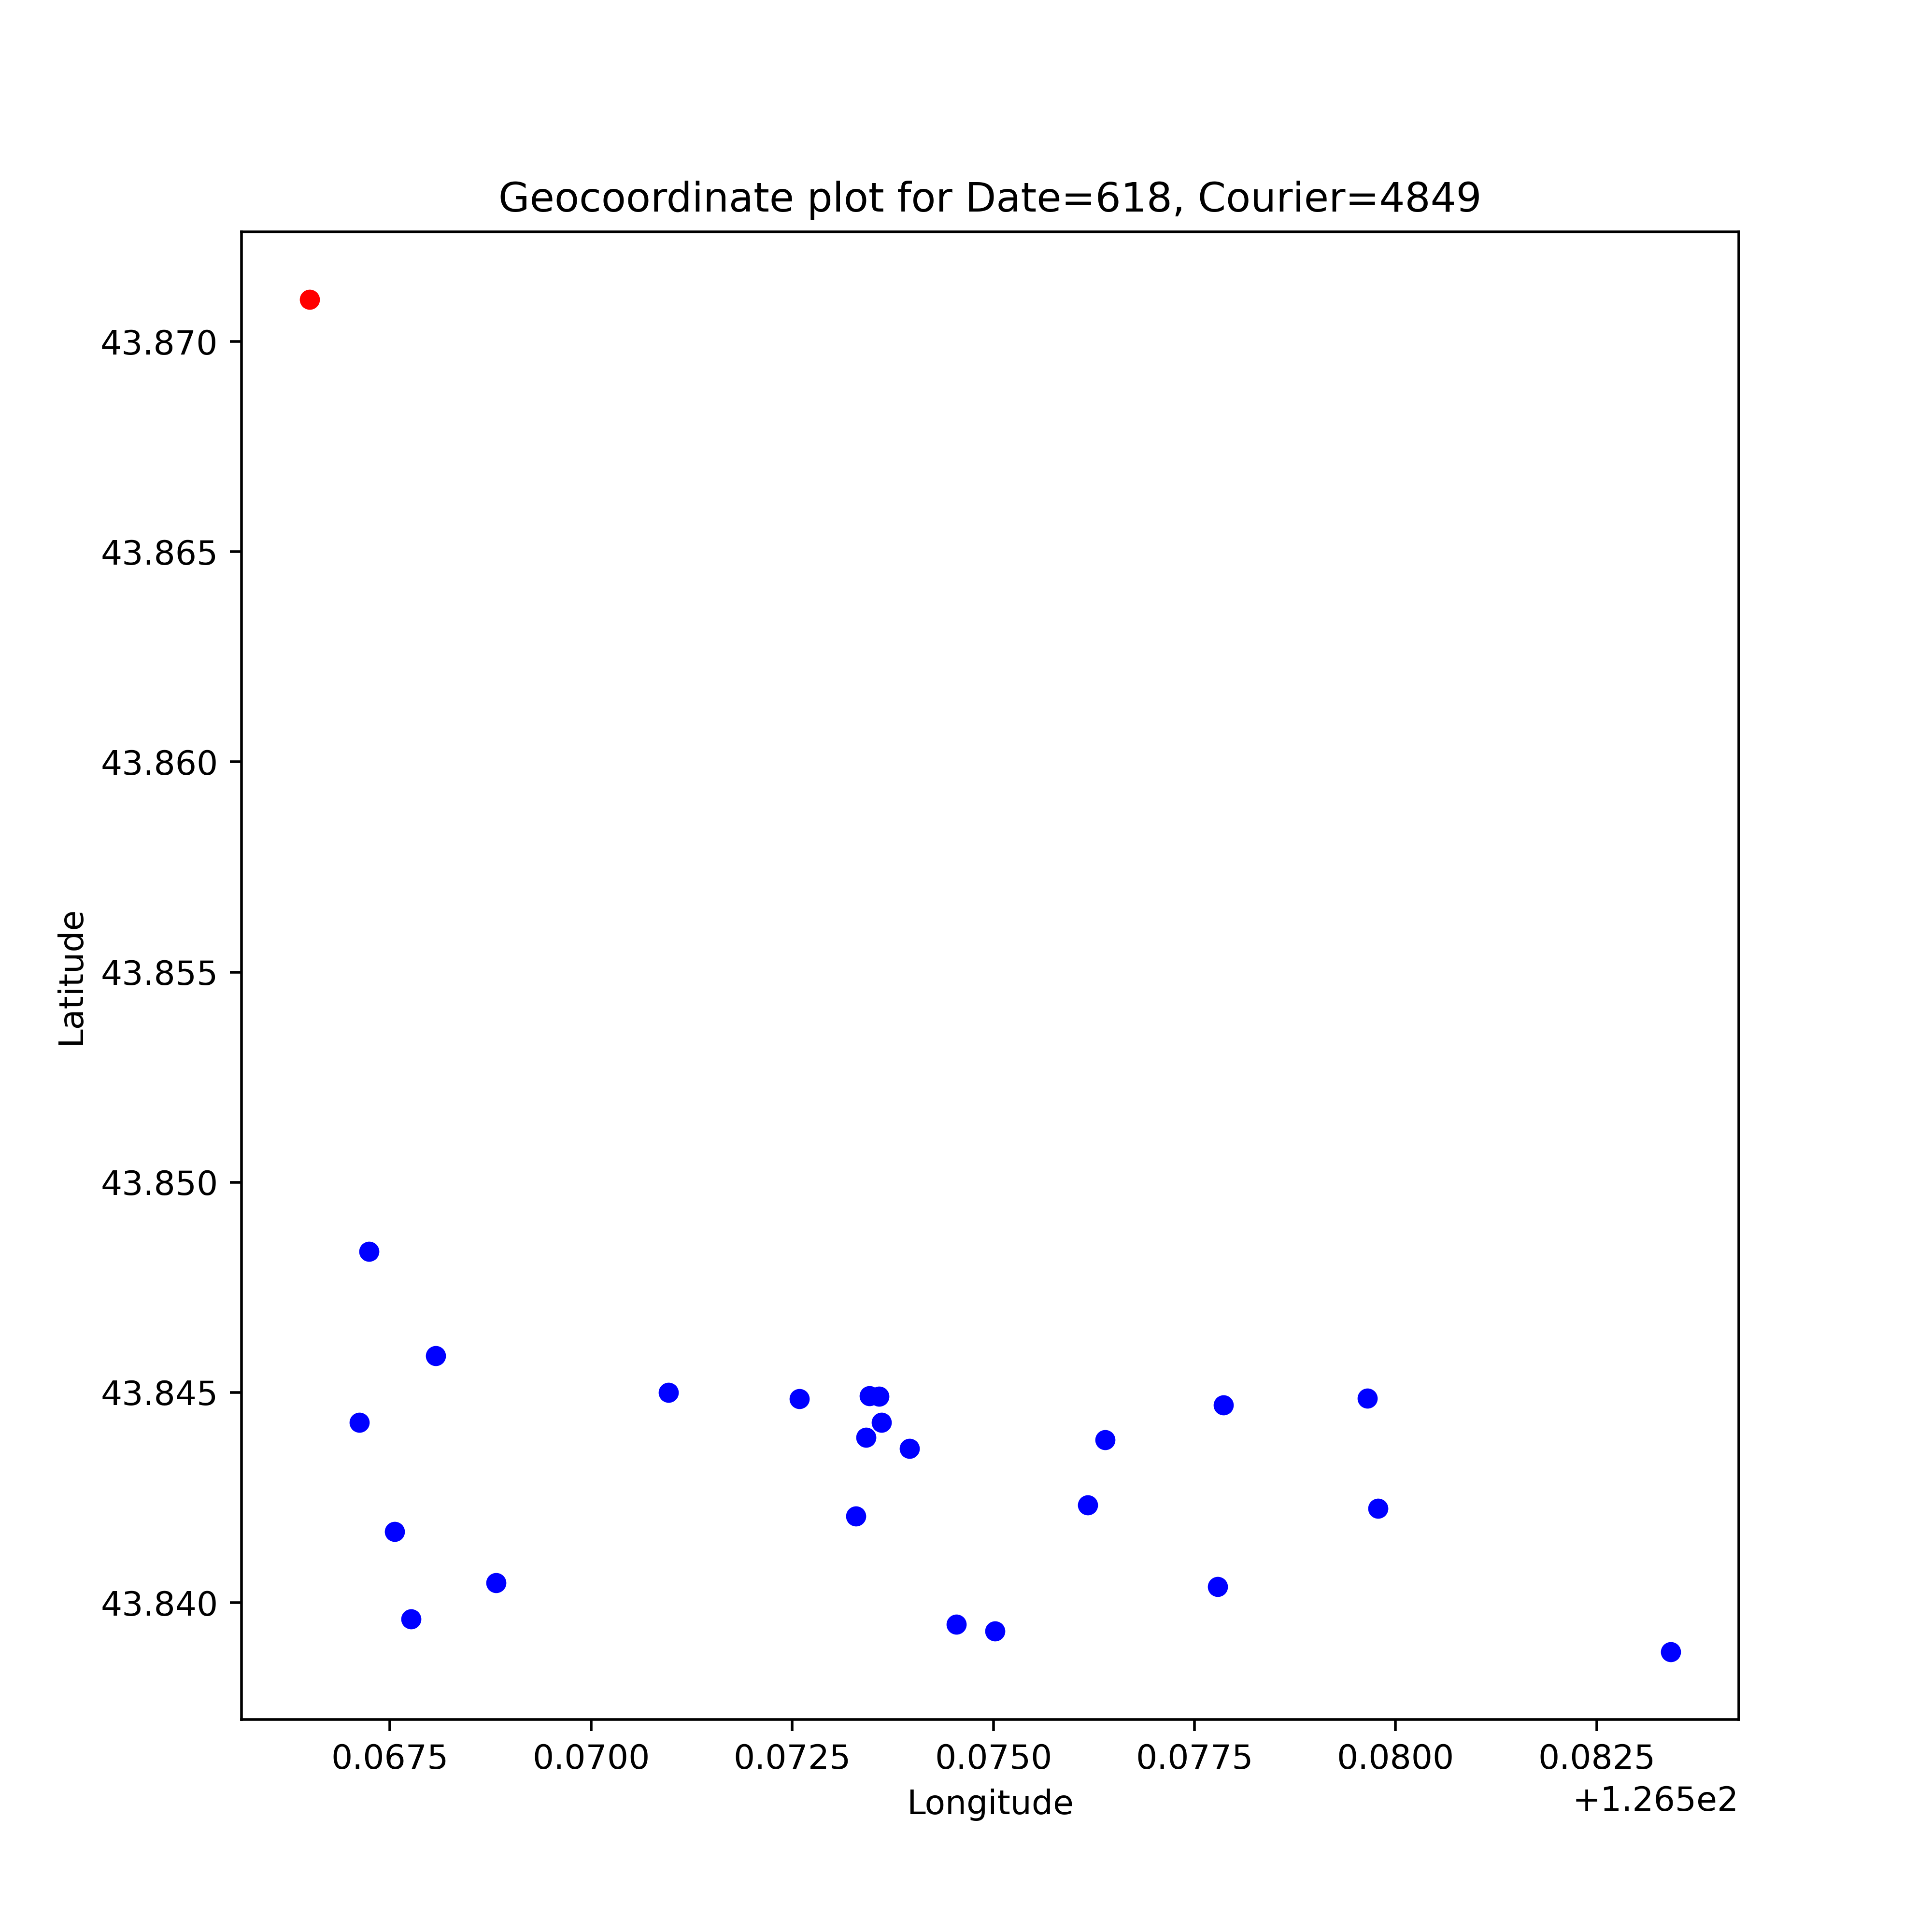 Geocoordinate plot for Date=618, Courier=4849
43.870
43.865
43.860
43.855
43.850
43.845
43.840
Latitude
0.0675 0.0700 0.0725 0.0750 0.0775 0.0800 0.0825
Longitude
+1.265e2